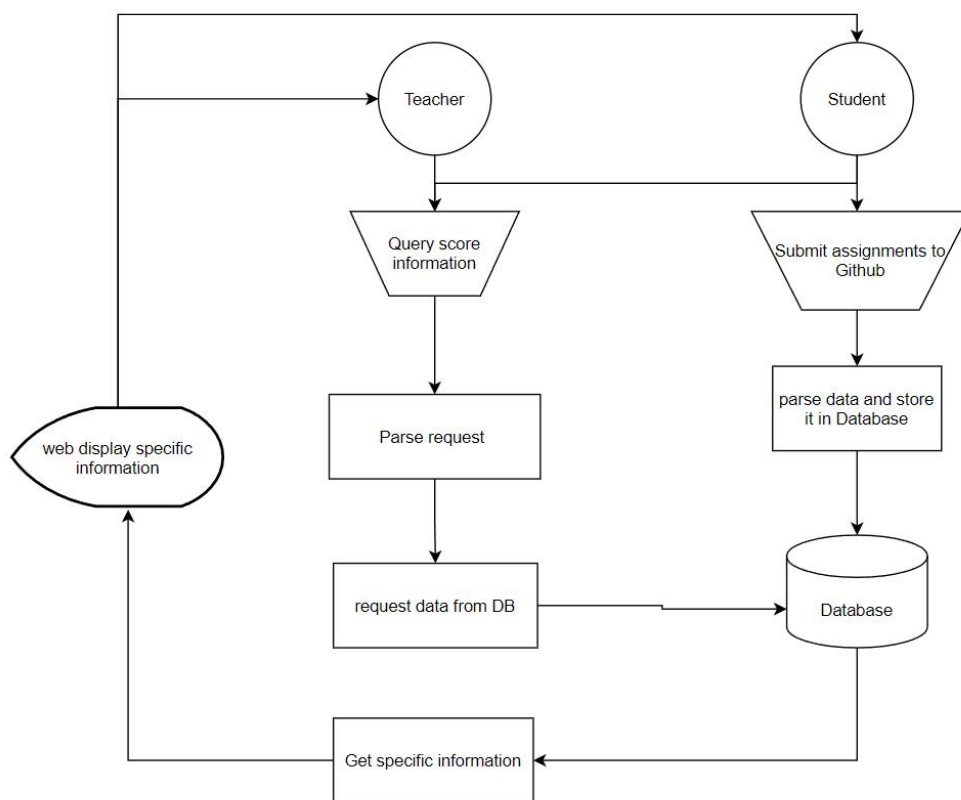 Teacher
Student
Query score
information
Submit assignments to
Github
Parse request
parse data and store
it in Database
web display specific
information
request data from DB
Database
Get specific information